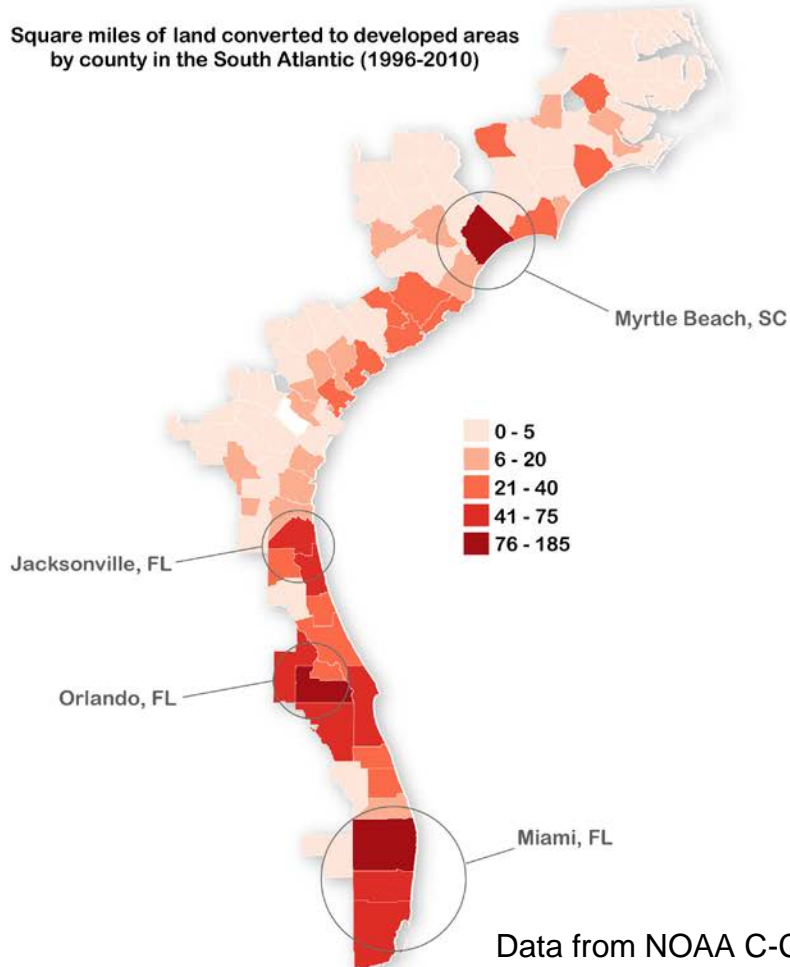 Square miles of land converted to developed areas
by county in the South Atlantic (1996-2010)
Myrtle Beach, SC
0 - 5
6 - 20
21 - 40
41 - 75
76 - 185
Jacksonville, FL
Orlando, FL
Miami, FL
Data from NOAA C-C